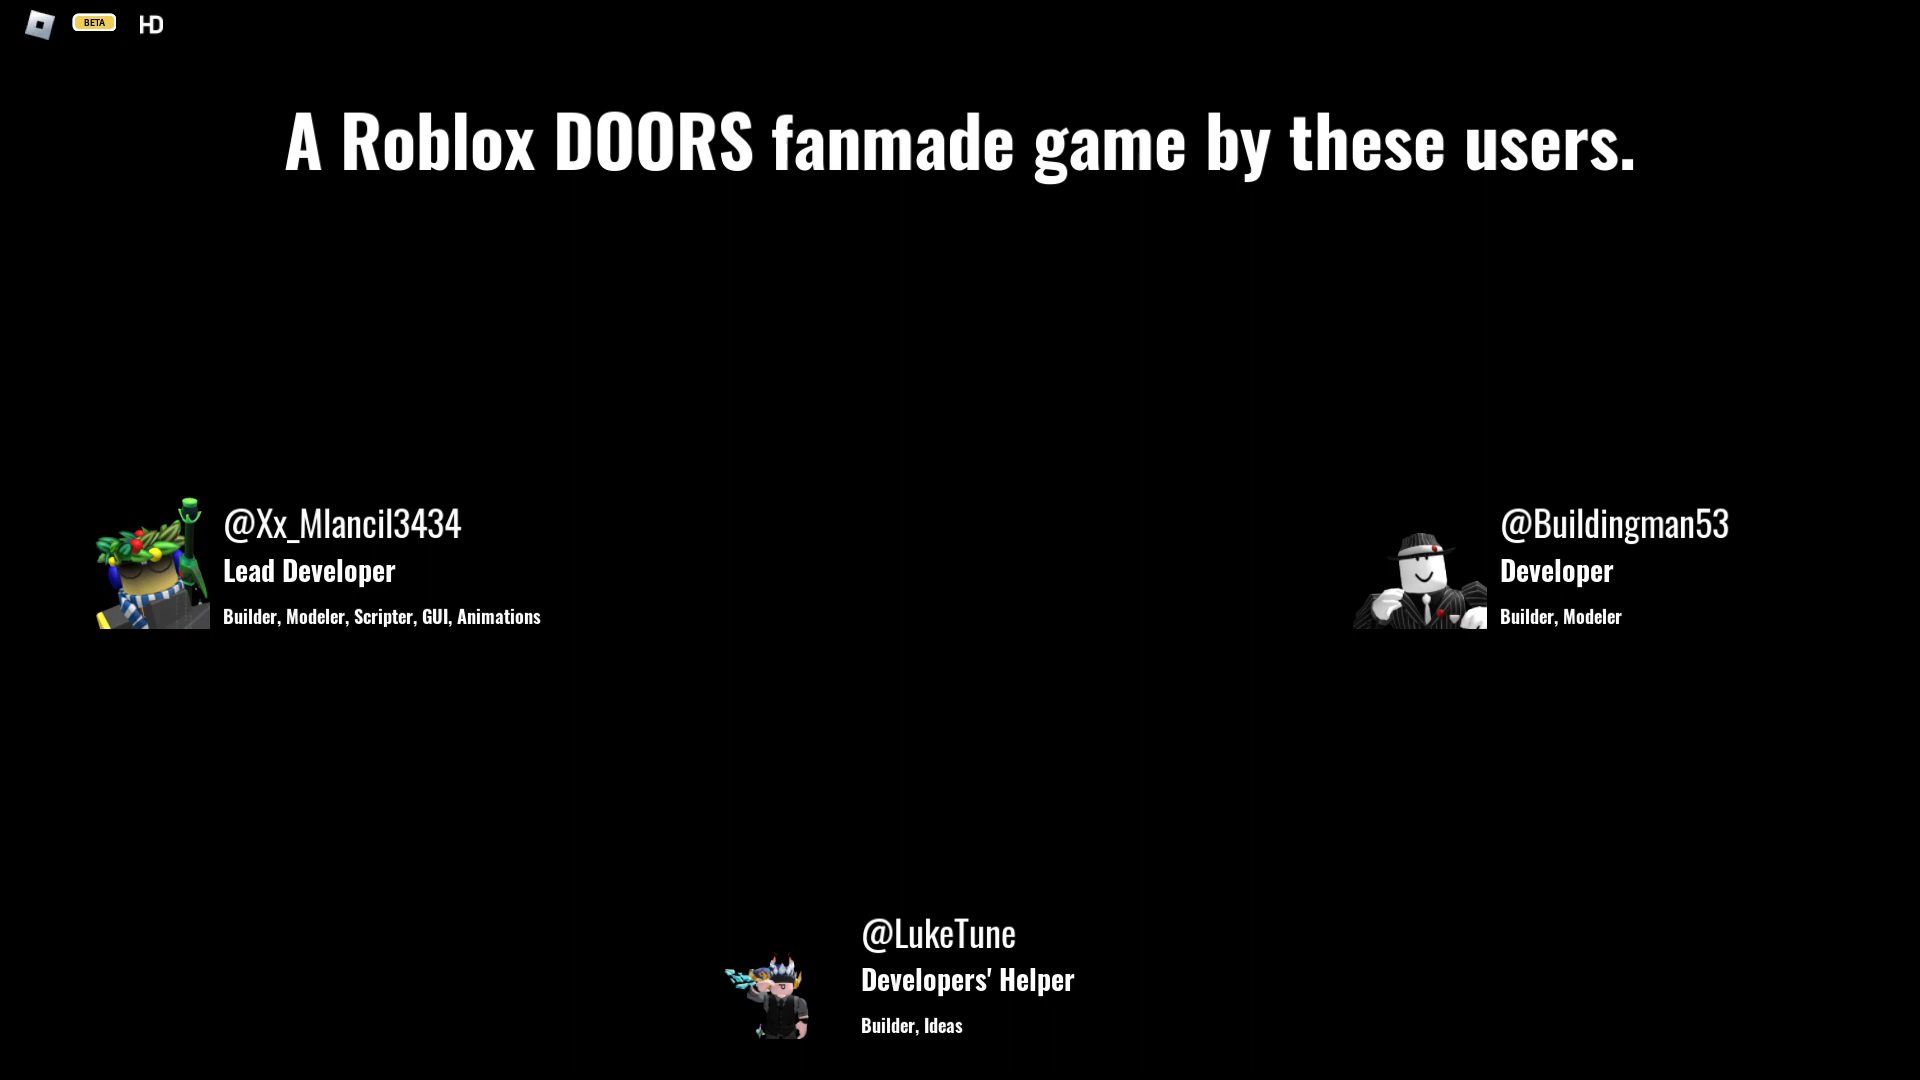 BETA
HD
A Roblox DOORS fanmade game by these users.
@Xx_Mlancil3434
Lead Developer
Builder, Modeler, Scripter, GUI, Animations
@Buildingman53
Developer
Builder, Modeler
@LukeTune
Developers' Helper
Builder, Ideas